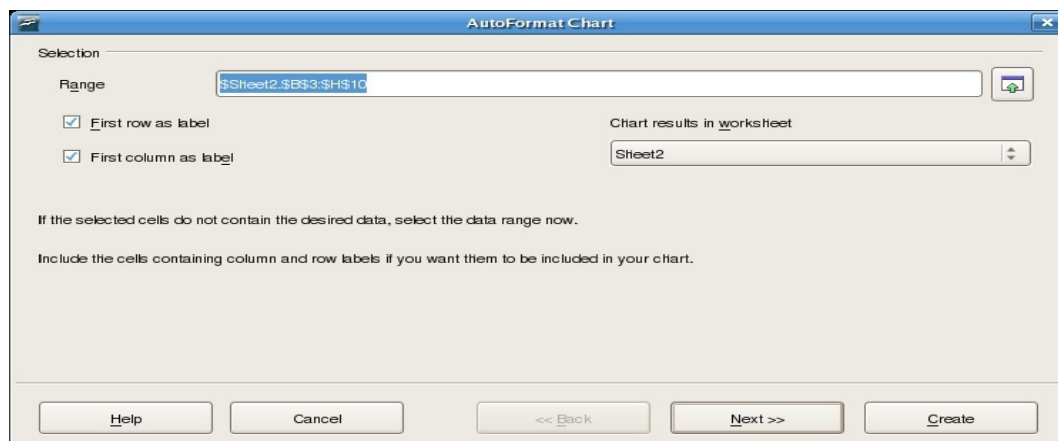 AutoFormat Chart
Selection
Range $Sheet2.$B$3:$H$10
First row as label Chart results in worksheet
First column as label Sheet2
If the selected cells do not contain the desired data, select the data range now.
Include the cells containing column and row labels if you want them to be included in your chart.
Help Cancel << Back Next >> Create